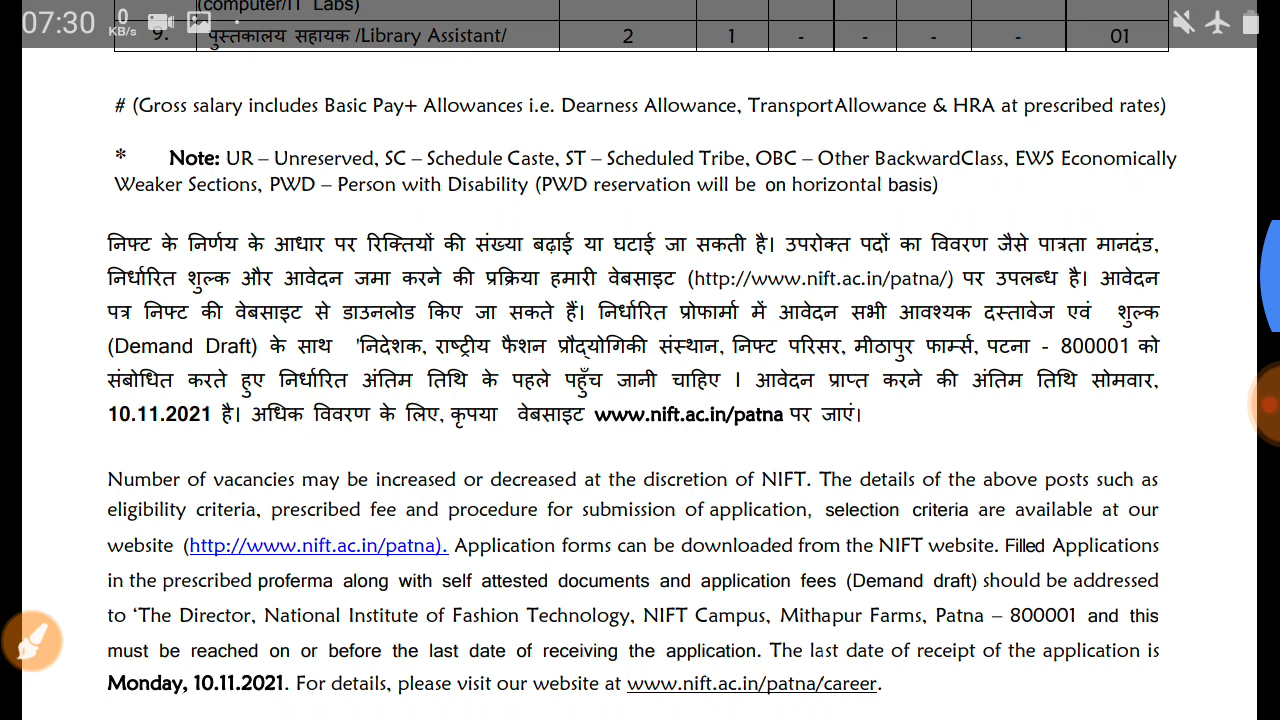 (computer/IT Labs)
07:30 0 KB/s
9. पुस्तकालय सहायक /Library Assistant/ 2 1 - - - - 01
# (Gross salary includes Basic Pay+ Allowances i.e. Dearness Allowance, TransportAllowance & HRA at prescribed rates)
* Note: UR – Unreserved, SC – Schedule Caste, ST – Scheduled Tribe, OBC – Other BackwardClass, EWS Economically
Weaker Sections, PWD – Person with Disability (PWD reservation will be on horizontal basis)
निफ्ट के निर्णय के आधार पर रिक्तियों की संख्या बढ़ाई या घटाई जा सकती है। उपरोक्त पदों का विवरण जैसे पात्रता मानदंड,
निर्धारित शुल्क और आवेदन जमा करने की प्रक्रिया हमारी वेबसाइट (http://www.nift.ac.in/patna/) पर उपलब्ध है। आवेदन
पत्र निफ्ट की वेबसाइट से डाउनलोड किए जा सकते हैं। निर्धारित प्रोफार्मा में आवेदन सभी आवश्यक दस्तावेज एवं शुल्क
(Demand Draft) के साथ 'निदेशक, राष्ट्रीय फैशन प्रौद्योगिकी संस्थान, निफ्ट परिसर, मीठापुर फार्म्स, पटना - 800001 को
संबोधित करते हुए निर्धारित अंतिम तिथि के पहले पहुँच जानी चाहिए । आवेदन प्राप्त करने की अंतिम तिथि सोमवार,
10.11.2021 है। अधिक विवरण के लिए, कृपया वेबसाइट www.nift.ac.in/patna पर जाएं।
Number of vacancies may be increased or decreased at the discretion of NIFT. The details of the above posts such as
eligibility criteria, prescribed fee and procedure for submission of application, selection criteria are available at our
website (http://www.nift.ac.in/patna). Application forms can be downloaded from the NIFT website. Filled Applications
in the prescribed proferma along with self attested documents and application fees (Demand draft) should be addressed
to ‘The Director, National Institute of Fashion Technology, NIFT Campus, Mithapur Farms, Patna – 800001 and this
must be reached on or before the last date of receiving the application. The last date of receipt of the application is
Monday, 10.11.2021. For details, please visit our website at www.nift.ac.in/patna/career.